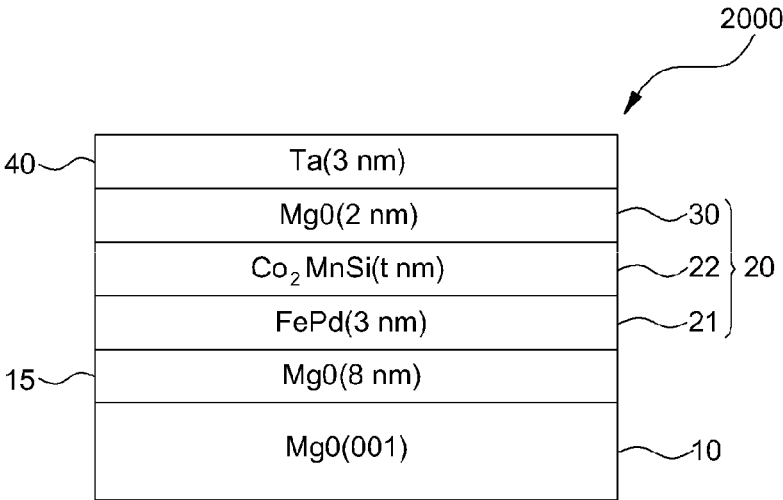 2000
40 Ta(3 nm)
Mg0(2 nm) 30
Co₂MnSi(t nm) 22 20
FePd(3 nm) 21
15 Mg0(8 nm)
Mg0(001) 10